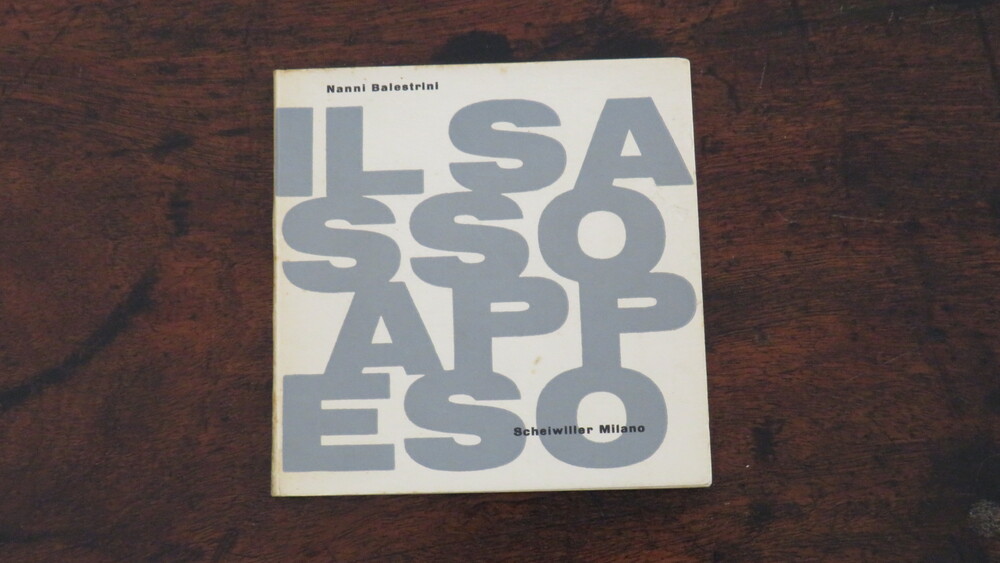 Nanni Balestrini
IL SA
SSO
APP
ESO
Scheiwiller Milano